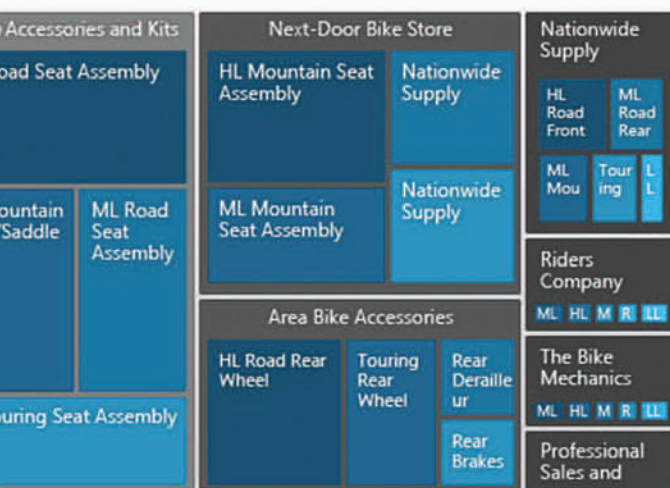 Accessories and Kits
oad Seat Assembly
ountain
/Saddle
ML Road
Seat
Assembly
ouring Seat Assembly
Next-Door Bike Store
HL Mountain Seat
Assembly
Nationwide
Supply
ML Mountain
Seat Assembly
Nationwide
Supply
Area Bike Accessories
HL Road Rear
Wheel
Touring
Rear
Wheel
Rear
Deraille
ur
Rear
Brakes
Nationwide
Supply
HL
Road
Front
ML
Road
Rear
ML
Mou
Tour
ing
L
L
Riders
Company
ML HL M R LL
The Bike
Mechanics
ML HL M R LL
Professional
Sales and